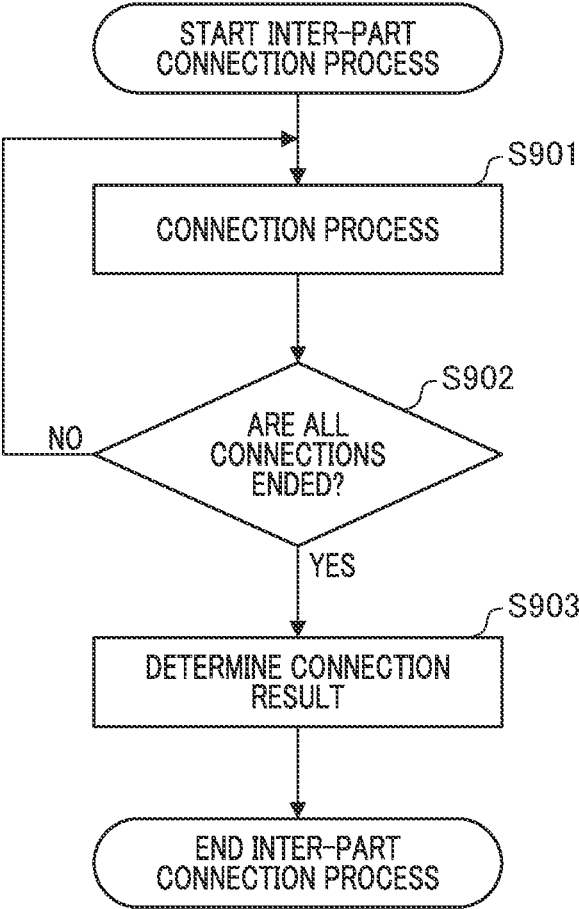 START INTER-PART
CONNECTION PROCESS
S901
CONNECTION PROCESS
S902
ARE ALL
CONNECTIONS
ENDED?
NO
YES
S903
DETERMINE CONNECTION
RESULT
END INTER-PART
CONNECTION PROCESS